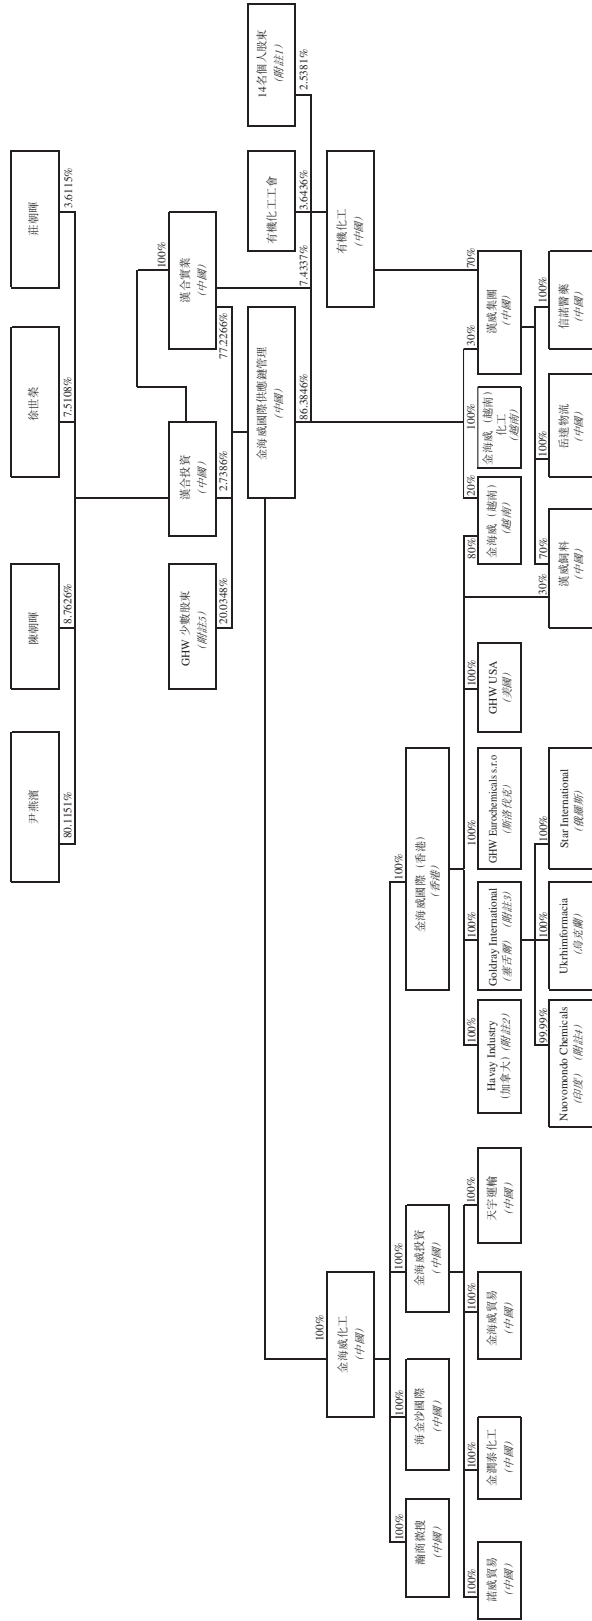 尹燕濱
80.1151%
陳朝暉
8.7626%
徐世榮
7.5108%
莊朝暉
3.6115%
GHW 少數股東
(附註5)
20.0348%
漢合投資
(中國)
2.7386%
漢合實業
(中國)
100%
77.2266%
金海威國際供應鏈管理
(中國)
86.3846%
有機化工工會
3.6436%
14名個人股東
(附註1)
2.5381%
7.4337%
金海威化工
(中國)
100%
有機化工
(中國)
瀚商微搜
(中國)
100%
海金沙國際
(中國)
100%
金海威投資
(中國)
100%
金海威國際 (香港)
(香港)
100%
諾威貿易
(中國)
100%
金潤泰化工
(中國)
100%
金海威貿易
(中國)
100%
天宇運輸
(中國)
100%
Havay Industry
(加拿大) (附註2)
100%
Goldray International
(塞舌爾) (附註3)
100%
GHW Eurochemicals s.r.o
(斯洛伐克)
100%
GHW USA
(美國)
100%
金海威 (越南)
(越南)
80%
20%
金海威 (越南)
化工
(越南)
100%
漢威集團
(中國)
30%
70%
Nuovomondo Chemicals
(印度) (附註4)
99.99%
Ukrhimformacia
(烏克蘭)
100%
Star International
(俄羅斯)
100%
漢威飼料
(中國)
30%
70%
岳達物流
(中國)
100%
信諾醫藥
(中國)
100%